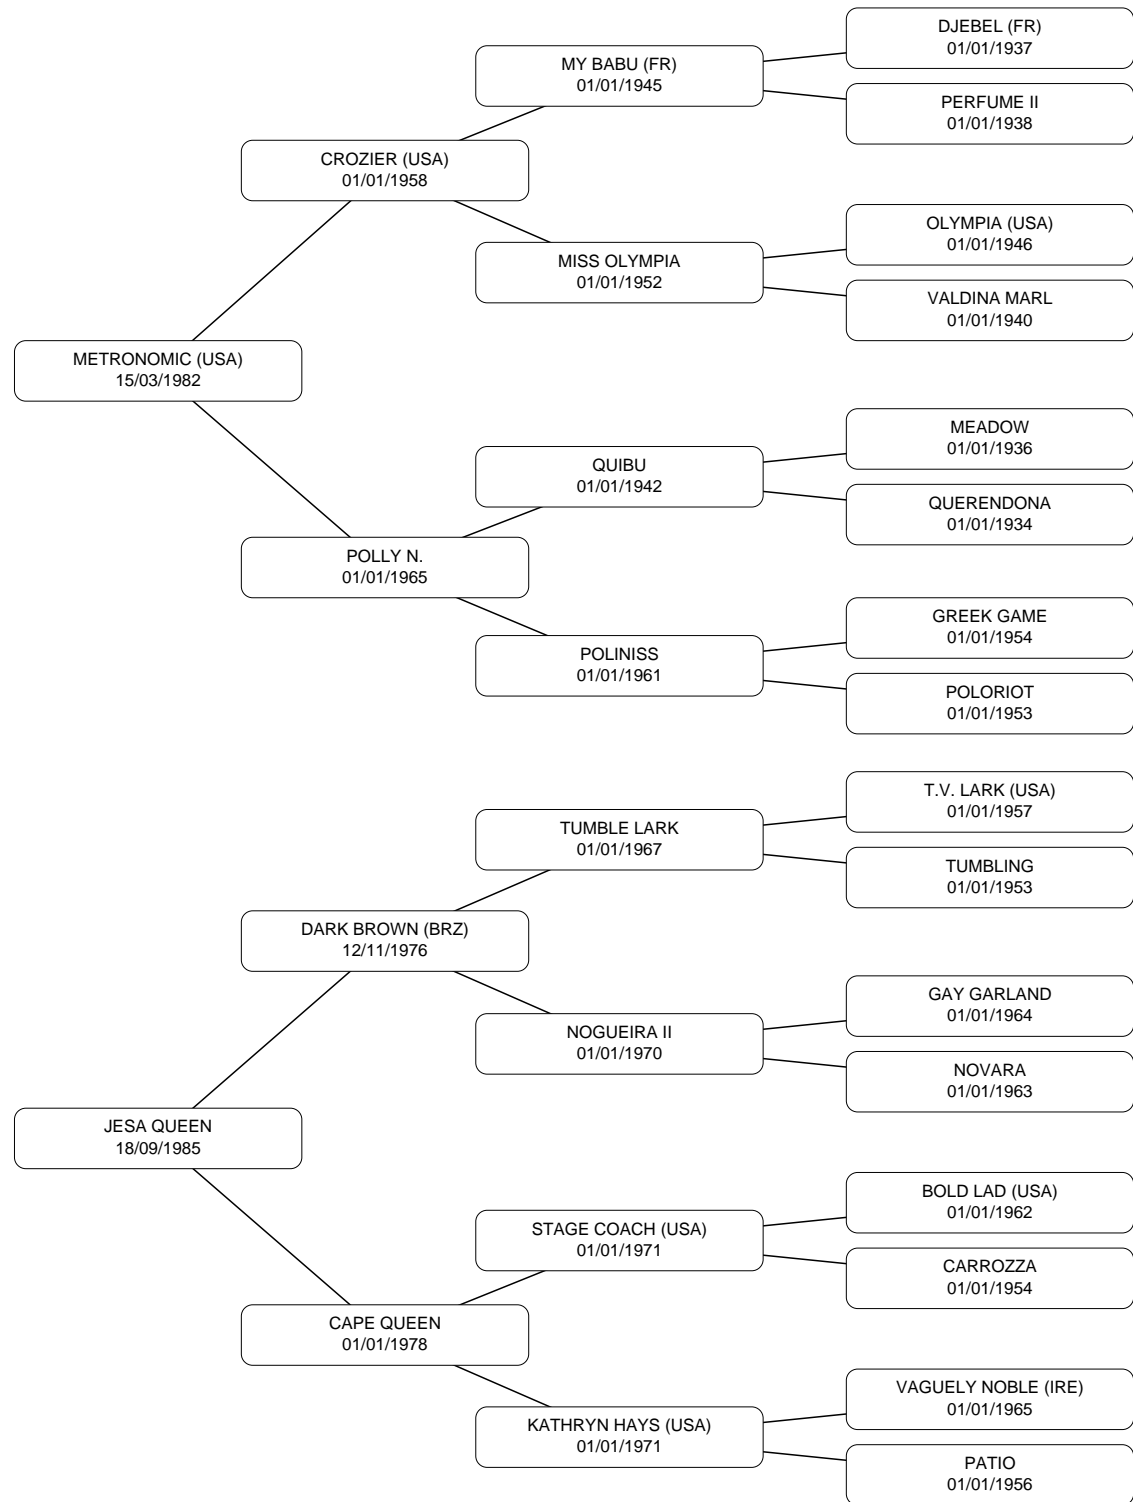 DJEBEL (FR)
01/01/1937
MY BABU (FR)
01/01/1945
PERFUME II
01/01/1938
CROZIER (USA)
01/01/1958
OLYMPIA (USA)
01/01/1946
MISS OLYMPIA
01/01/1952
VALDINA MARL
01/01/1940
METRONOMIC (USA)
15/03/1982
MEADOW
01/01/1936
QUIBU
01/01/1942
QUERENDONA
01/01/1934
POLLY N.
01/01/1965
GREEK GAME
01/01/1954
POLINISS
01/01/1961
POLORIOT
01/01/1953
T.V. LARK (USA)
01/01/1957
TUMBLE LARK
01/01/1967
TUMBLING
01/01/1953
DARK BROWN (BRZ)
12/11/1976
GAY GARLAND
01/01/1964
NOGUEIRA II
01/01/1970
NOVARA
01/01/1963
JESA QUEEN
18/09/1985
BOLD LAD (USA)
01/01/1962
STAGE COACH (USA)
01/01/1971
CARROZZA
01/01/1954
CAPE QUEEN
01/01/1978
VAGUELY NOBLE (IRE)
01/01/1965
KATHRYN HAYS (USA)
01/01/1971
PATIO
01/01/1956